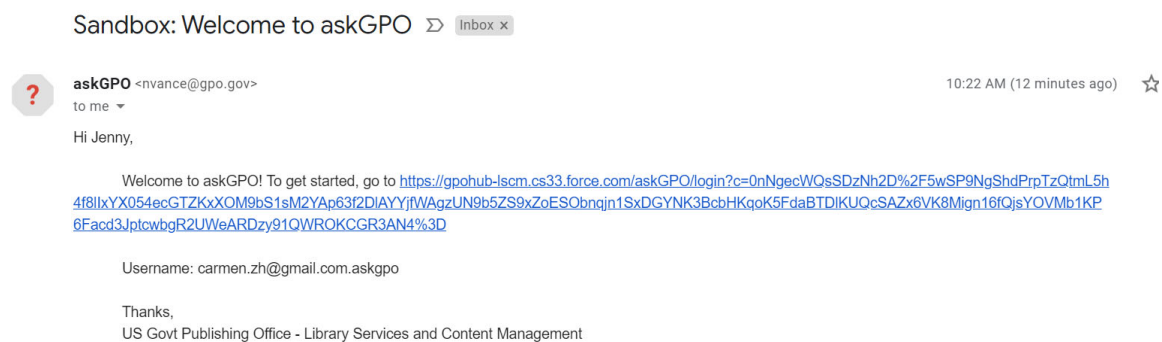 Sandbox: Welcome to askGPO Inbox x
askGPO <nvance@gpo.gov> 10:22 AM (12 minutes ago)
?
to me
Hi Jenny,
Welcome to askGPO! To get started, go to https://gpohub-lscm.cs33.force.com/askGPO/login?c=0nNgecWQsSDzNh2D%2F5wSP9NgShdPrpTzQtmL5h
4f8lIxYX054ecGTZKxXOM9bS1sM2YAp63f2DlAYYjfWAgzUN9b5ZS9xZoESObnqjn1SxDGYNK3BcbHKqoK5FdaBTDlKUQcSAZx6VK8Mign16fQjsYOVMb1KP
6Facd3JptcwbgR2UWeARDzy91QWROKCGR3AN4%3D
Username: carmen.zh@gmail.com.askgpo
Thanks,
US Govt Publishing Office - Library Services and Content Management